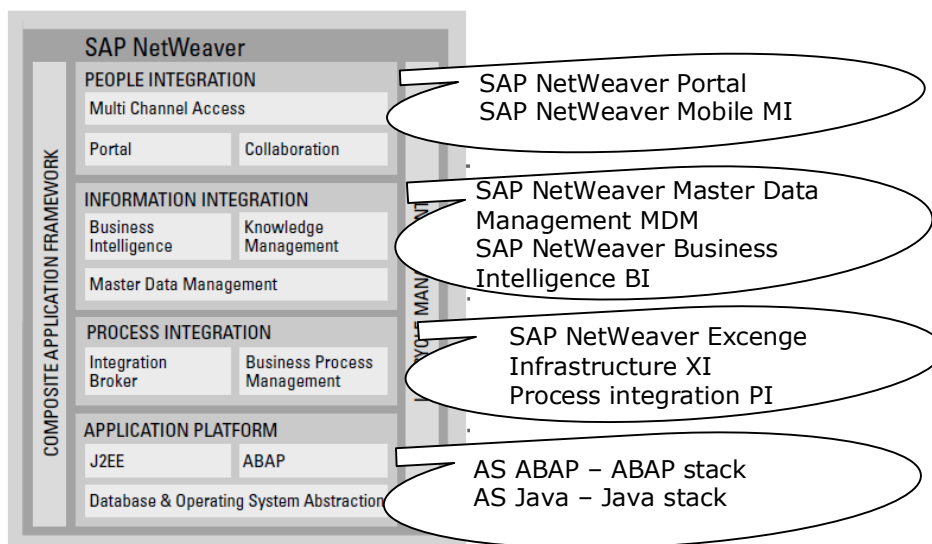 SAP NetWeaver
COMPOSITE APPLICATION FRAMEWORK
PEOPLE INTEGRATION
Multi Channel Access
Portal
Collaboration
SAP NetWeaver Portal
SAP NetWeaver Mobile MI
INFORMATION INTEGRATION
Business
Intelligence
Knowledge
Management
Master Data Management
SAP NetWeaver Master Data
Management MDM
SAP NetWeaver Business
Intelligence BI
PROCESS INTEGRATION
Integration
Broker
Business Process
Management
SAP NetWeaver Excenge
Infrastructure XI
Process integration PI
APPLICATION PLATFORM
J2EE
ABAP
Database & Operating System Abstraction
AS ABAP – ABAP stack
AS Java – Java stack